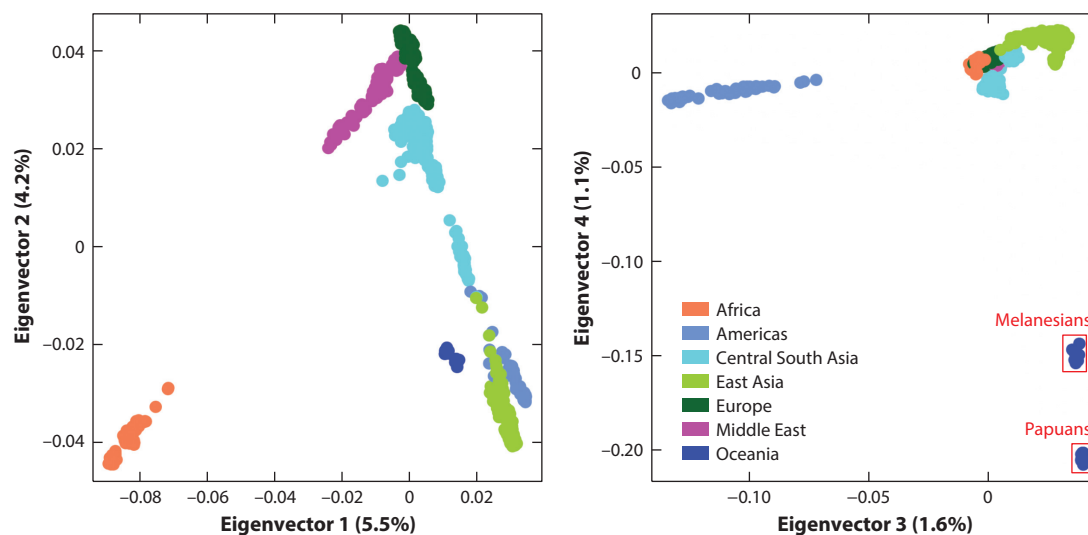 0.04
0.02
0
−0.02
−0.04
Eigenvector 2 (4.2%)
−0.08
−0.06
−0.04
−0.02
0
0.02
Eigenvector 1 (5.5%)
0
−0.05
−0.10
−0.15
−0.20
Eigenvector 4 (1.1%)
Africa
Americas
Central South Asia
East Asia
Europe
Middle East
Oceania
Melanesians
Papuans
−0.10
−0.05
0
Eigenvector 3 (1.6%)